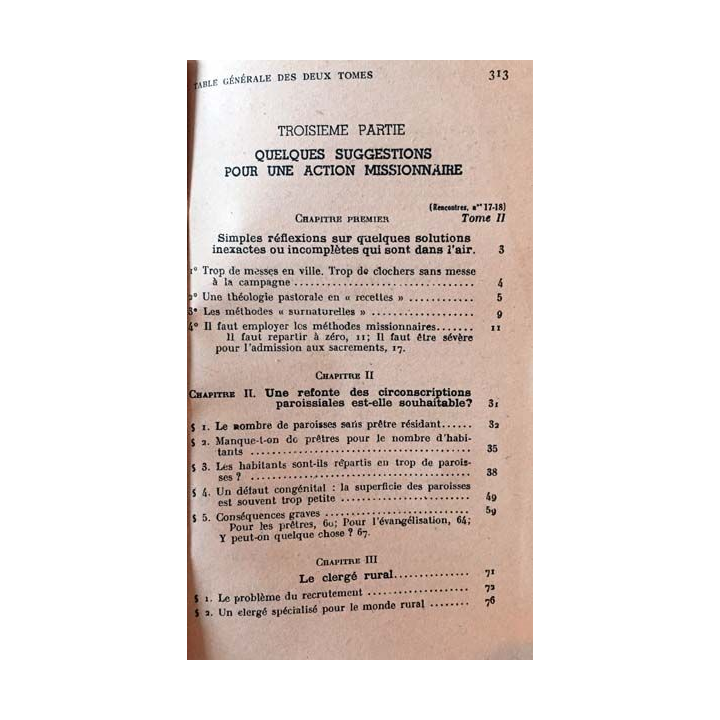 TABLE GÉNÉRALE DES DEUX TOMES 313
TROISIEME PARTIE
QUELQUES SUGGESTIONS
POUR UNE ACTION MISSIONNAIRE
(Rencontres, nos 17-18)
CHAPITRE PREMIER Tome II
Simples réflexions sur quelques solutions
inexactes ou incomplètes qui sont dans l'air. 3
1° Trop de messes en ville. Trop de clochers sans messe
à la campagne .................... 4
2° Une théologie pastorale en « recettes » ............ 5
3° Les méthodes « surnaturelles » .................... 9
4° Il faut employer les méthodes missionnaires...... 11
Il faut repartir à zéro, 11; Il faut être sévère
pour l'admission aux sacrements, 17.
CHAPITRE II
CHAPITRE II. Une refonte des circonscriptions
paroissiales est-elle souhaitable? 31
§ 1. Le nombre de paroisses sans prêtre résidant...... 32
§ 2. Manque-t-on de prêtres pour le nombre d'habi-
tants .................... 35
§ 3. Les habitants sont-ils répartis en trop de parois-
ses ? .................... 38
§ 4. Un défaut congénital : la superficie des paroisses
est souvent trop petite .................... 49
§ 5. Conséquences graves .................... 59
Pour les prêtres, 60; Pour l'évangélisation, 64;
Y peut-on quelque chose ? 67.
CHAPITRE III
Le clergé rural.............. 71
§ 1. Le problème du recrutement .................. 72
§ 2. Un clergé spécialisé pour le monde rural ........ 76